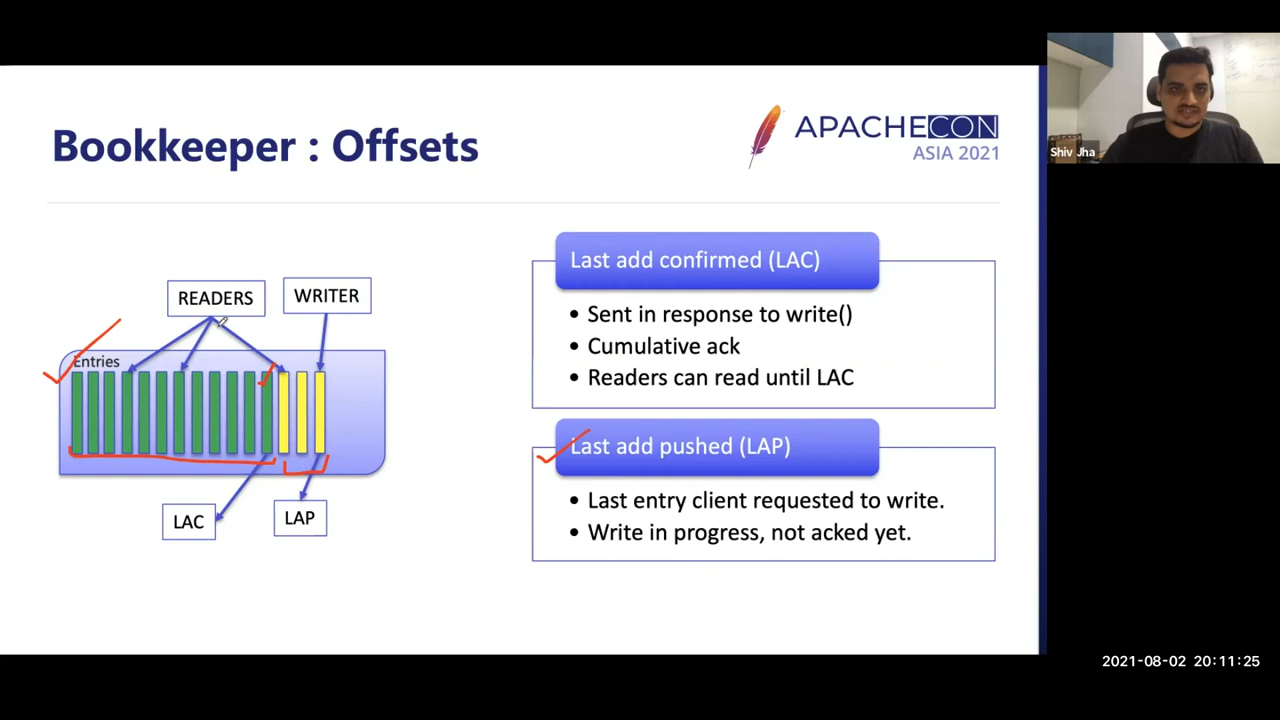 Bookkeeper : Offsets
APACHECON
ASIA 2021
Shiv Jha
READERS
WRITER
Entries
LAC
LAP
Last add confirmed (LAC)
• Sent in response to write()
• Cumulative ack
• Readers can read until LAC
Last add pushed (LAP)
• Last entry client requested to write.
• Write in progress, not acked yet.
2021-08-02 20:11:25